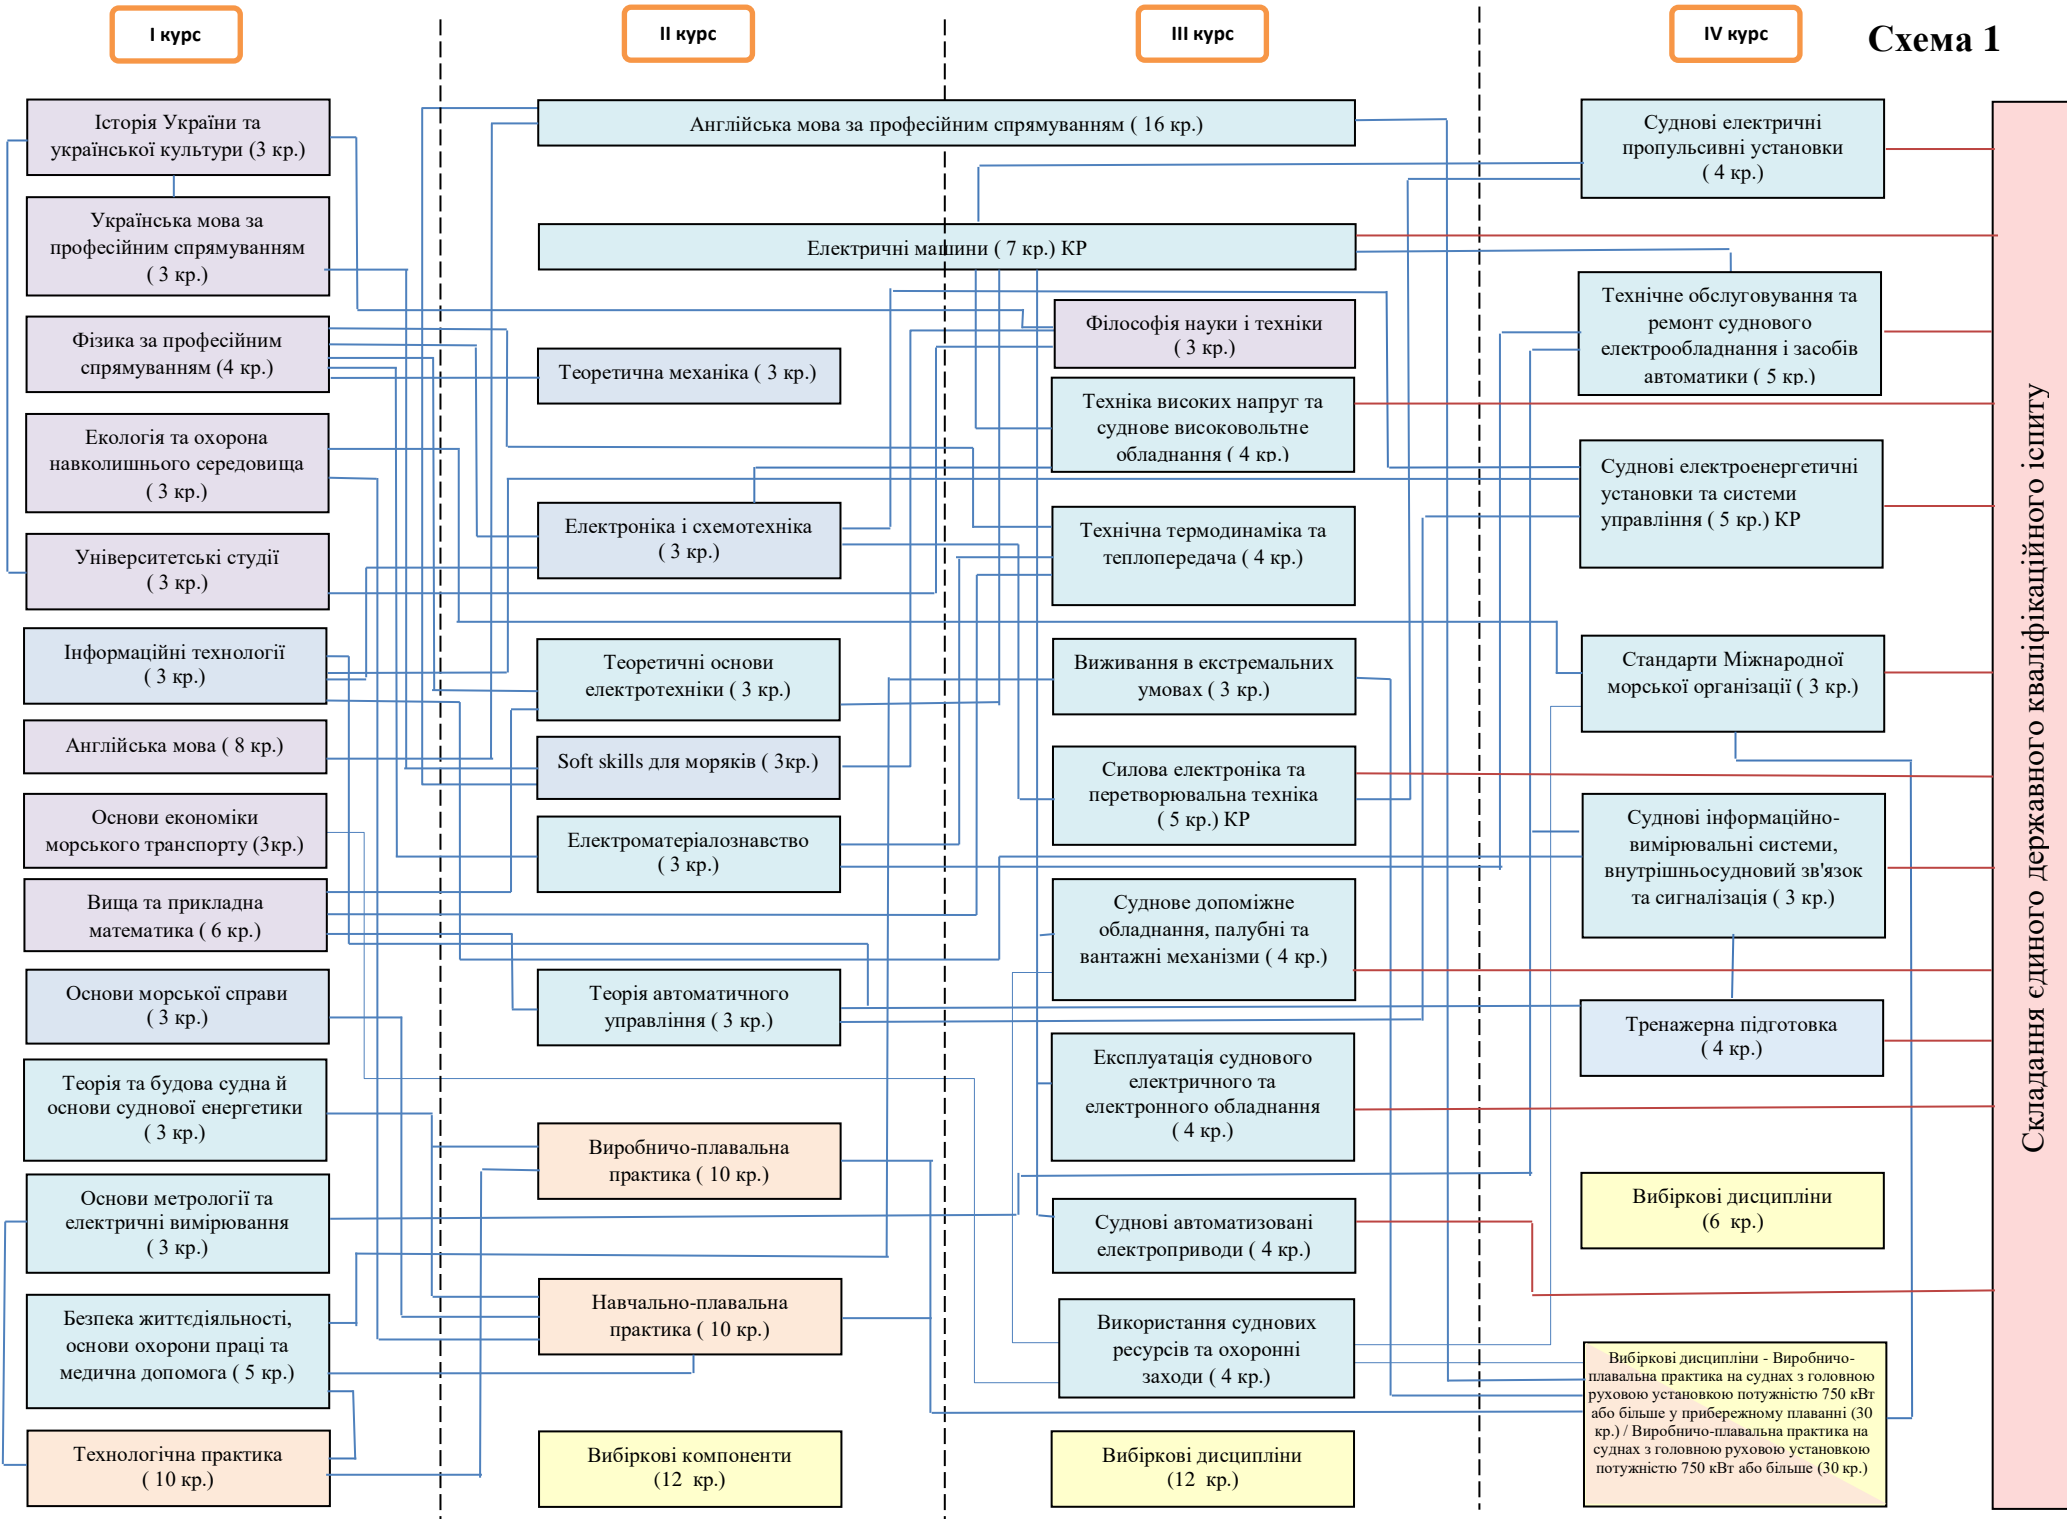 І курс
ІІ курс
ІІІ курс
IV курс
Схема 1
Історія України та
української культури (3 кр.)
Українська мова за
професійним спрямуванням
( 3 кр.)
Фізика за професійним
спрямуванням (4 кр.)
Екологія та охорона
навколишнього середовища
( 3 кр.)
Університетські студії
( 3 кр.)
Інформаційні технології
( 3 кр.)
Англійська мова ( 8 кр.)
Основи економіки
морського транспорту (3кр.)
Вища та прикладна
математика ( 6 кр.)
Основи морської справи
( 3 кр.)
Теорія та будова судна й
основи суднової енергетики
( 3 кр.)
Основи метрології та
електричні вимірювання
( 3 кр.)
Безпека життєдіяльності,
основи охорони праці та
медична допомога ( 5 кр.)
Технологічна практика
( 10 кр.)
Англійська мова за професійним спрямуванням ( 16 кр.)
Електричні машини ( 7 кр.) КР
Теоретична механіка ( 3 кр.)
Електроніка і схемотехніка
( 3 кр.)
Теоретичні основи
електротехніки ( 3 кр.)
Soft skills для моряків ( 3кр.)
Електроматеріалознавство
( 3 кр.)
Теорія автоматичного
управління ( 3 кр.)
Виробничо-плавальна
практика ( 10 кр.)
Навчально-плавальна
практика ( 10 кр.)
Вибіркові компоненти
(12 кр.)
Філософія науки і техніки
( 3 кр.)
Техніка високих напруг та
суднове високовольтне
обладнання ( 4 кр.)
Технічна термодинаміка та
теплопередача ( 4 кр.)
Виживання в екстремальних
умовах ( 3 кр.)
Силова електроніка та
перетворювальна техніка
( 5 кр.) КР
Суднове допоміжне
обладнання, палубні та
вантажні механізми ( 4 кр.)
Експлуатація суднового
електричного та
електронного обладнання
( 4 кр.)
Суднові автоматизовані
електроприводи ( 4 кр.)
Використання суднових
ресурсів та охоронні
заходи ( 4 кр.)
Вибіркові дисципліни
(12 кр.)
Суднові електричні
пропульсивні установки
( 4 кр.)
Технічне обслуговування та
ремонт суднового
електрообладнання і засобів
автоматики ( 5 кр.)
Суднові електроенергетичні
установки та системи
управління ( 5 кр.) КР
Стандарти Міжнародної
морської організації ( 3 кр.)
Суднові інформаційно-
вимірювальні системи,
внутрішньосудновий зв'язок
та сигналізація ( 3 кр.)
Тренажерна підготовка
( 4 кр.)
Вибіркові дисципліни
(6 кр.)
Вибіркові дисципліни - Виробничо-
плавальна практика на суднах з головною
руховою установкою потужністю 750 кВт
або більше у прибережному плаванні (30
кр.) / Виробничо-плавальна практика на
суднах з головною руховою установкою
потужністю 750 кВт або більше (30 кр.)
Складання єдиного державного кваліфікаційного іспиту